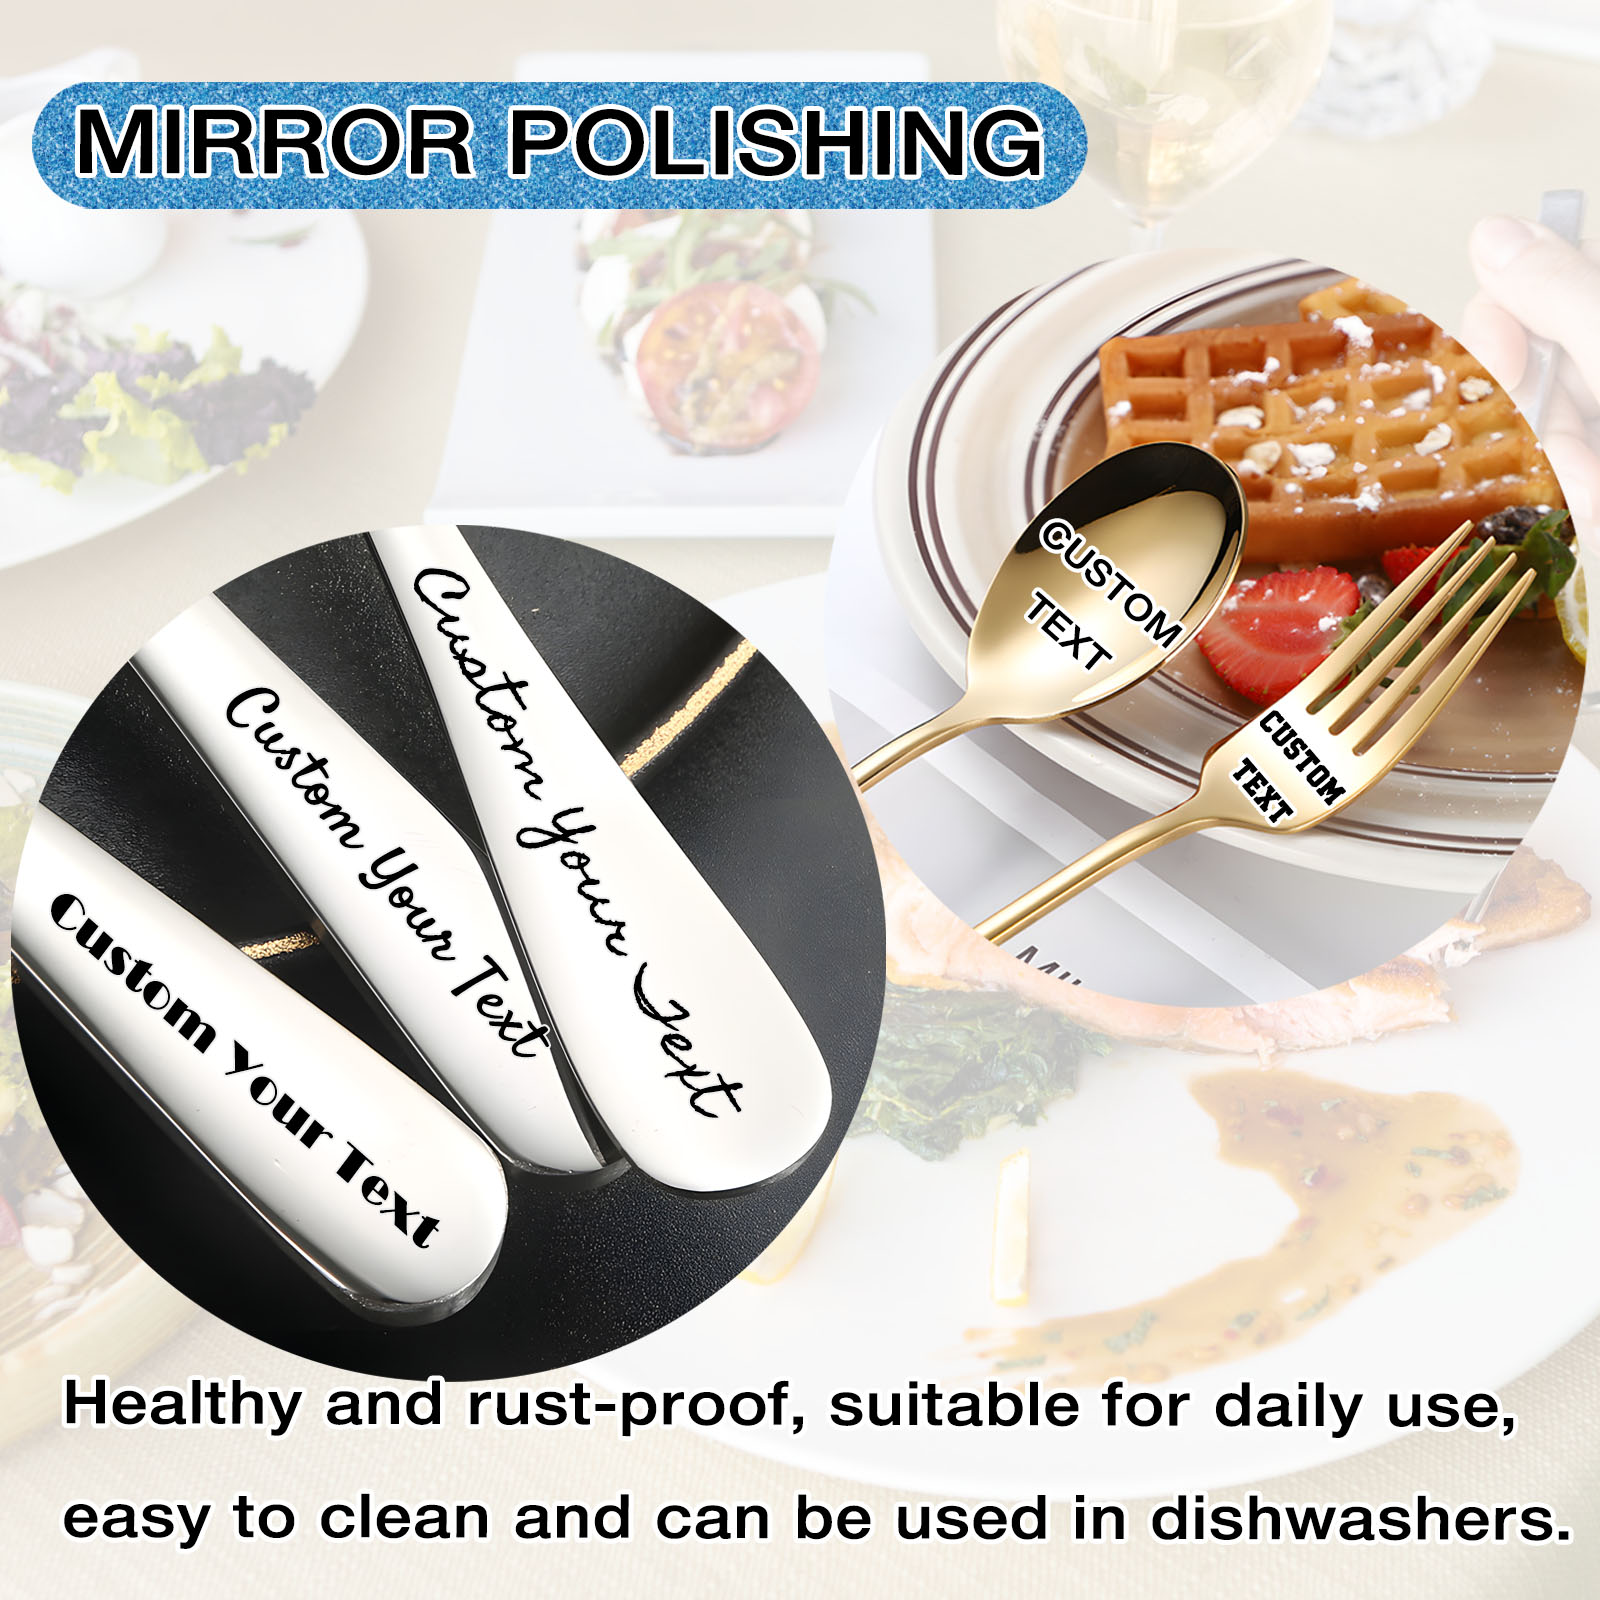 MIRROR POLISHING
CUSTOM
TEXT
CUSTOM
TEXT
Custom Your Text
Custom Your Text
Custom Your Text
Healthy and rust-proof, suitable for daily use,
easy to clean and can be used in dishwashers.